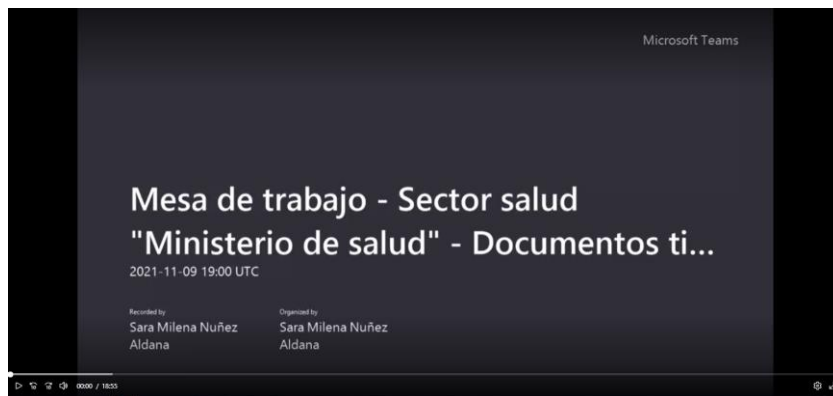 Microsoft Teams
Mesa de trabajo - Sector salud
"Ministerio de salud" - Documentos ti...
2021-11-09 19:00 UTC
Recorded by
Organized by
Sara Milena Nuñez
Aldana
Sara Milena Nuñez
Aldana
00:00 / 18:55